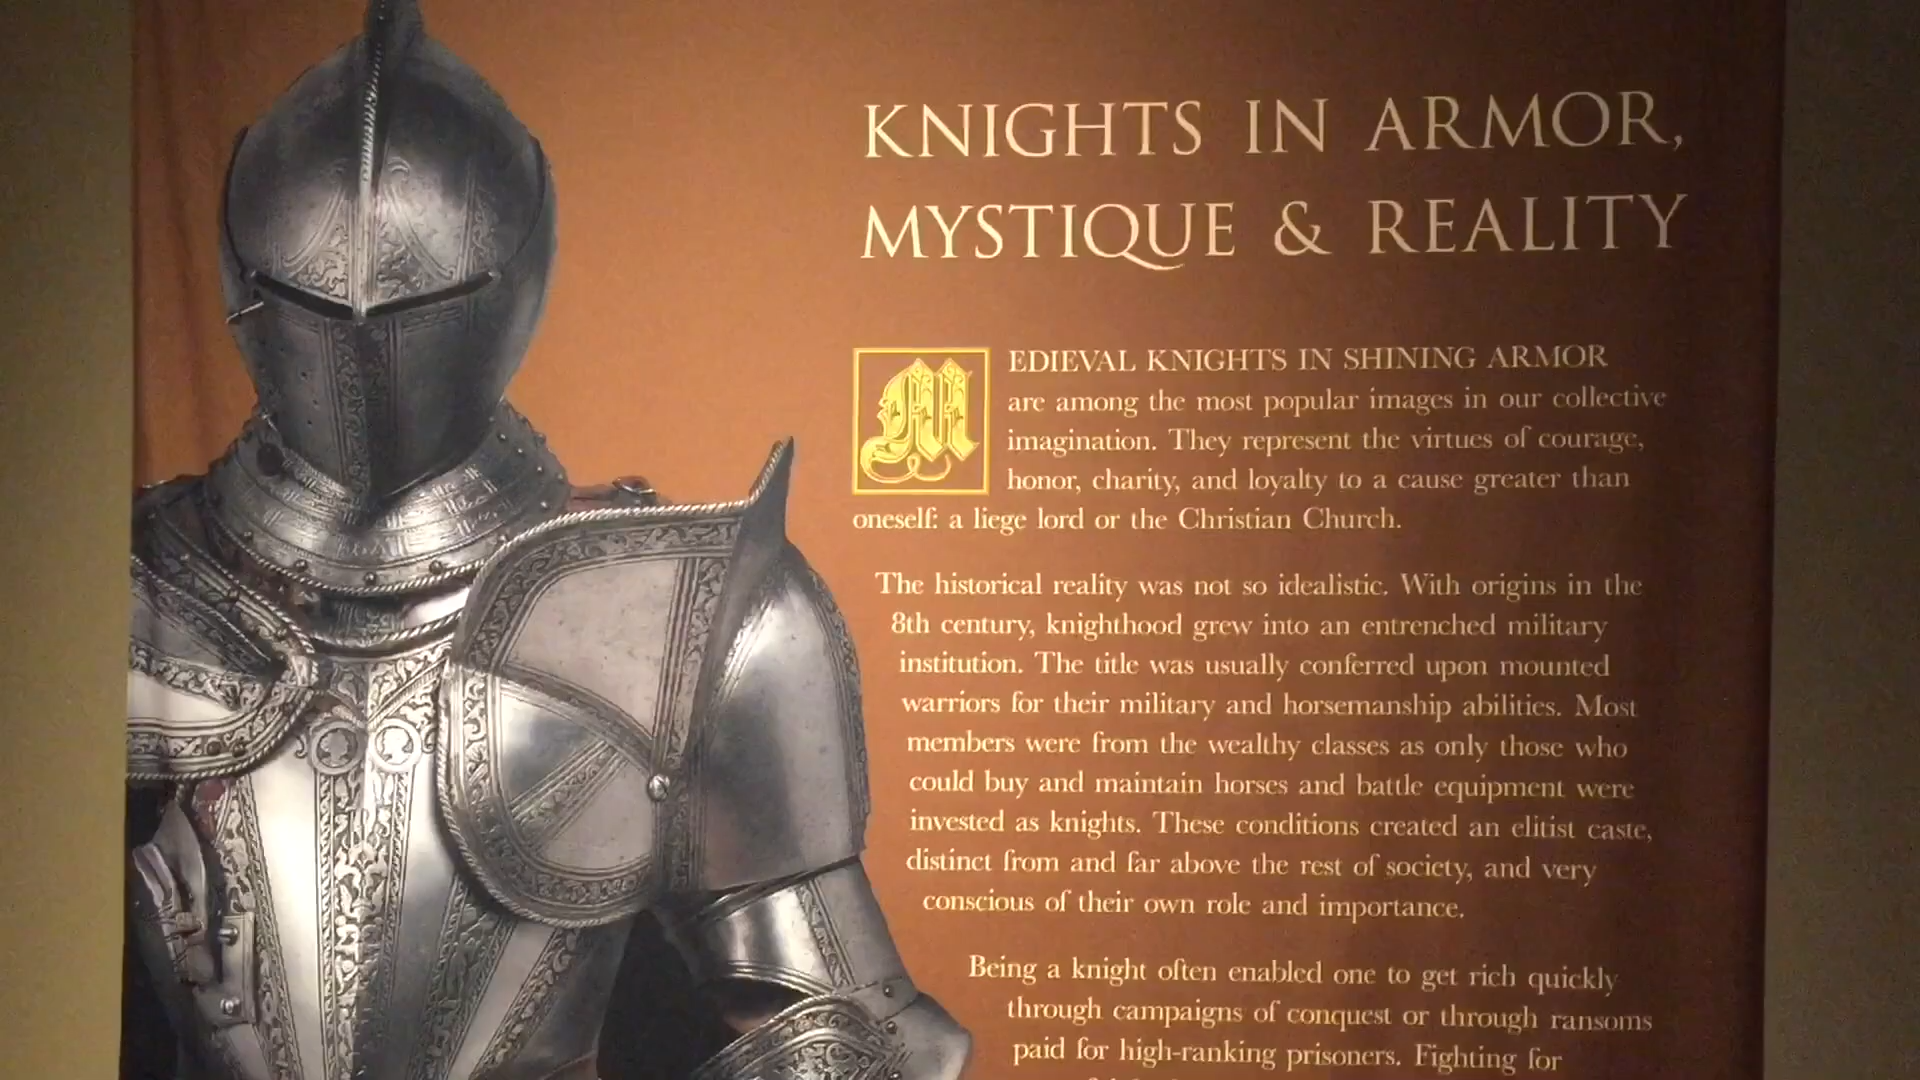 KNIGHTS IN ARMOR,
MYSTIQUE & REALITY
MEDIEVAL KNIGHTS IN SHINING ARMOR
are among the most popular images in our collective
imagination. They represent the virtues of courage,
honor, charity, and loyalty to a cause greater than
oneself: a liege lord or the Christian Church.
The historical reality was not so idealistic. With origins in the
8th century, knighthood grew into an entrenched military
institution. The title was usually conferred upon mounted
warriors for their military and horsemanship abilities. Most
members were from the wealthy classes as only those who
could buy and maintain horses and battle equipment were
invested as knights. These conditions created an elitist caste,
distinct from and far above the rest of society, and very
conscious of their own role and importance.
Being a knight often enabled one to get rich quickly
through campaigns of conquest or through ransoms
paid for high-ranking prisoners. Fighting for